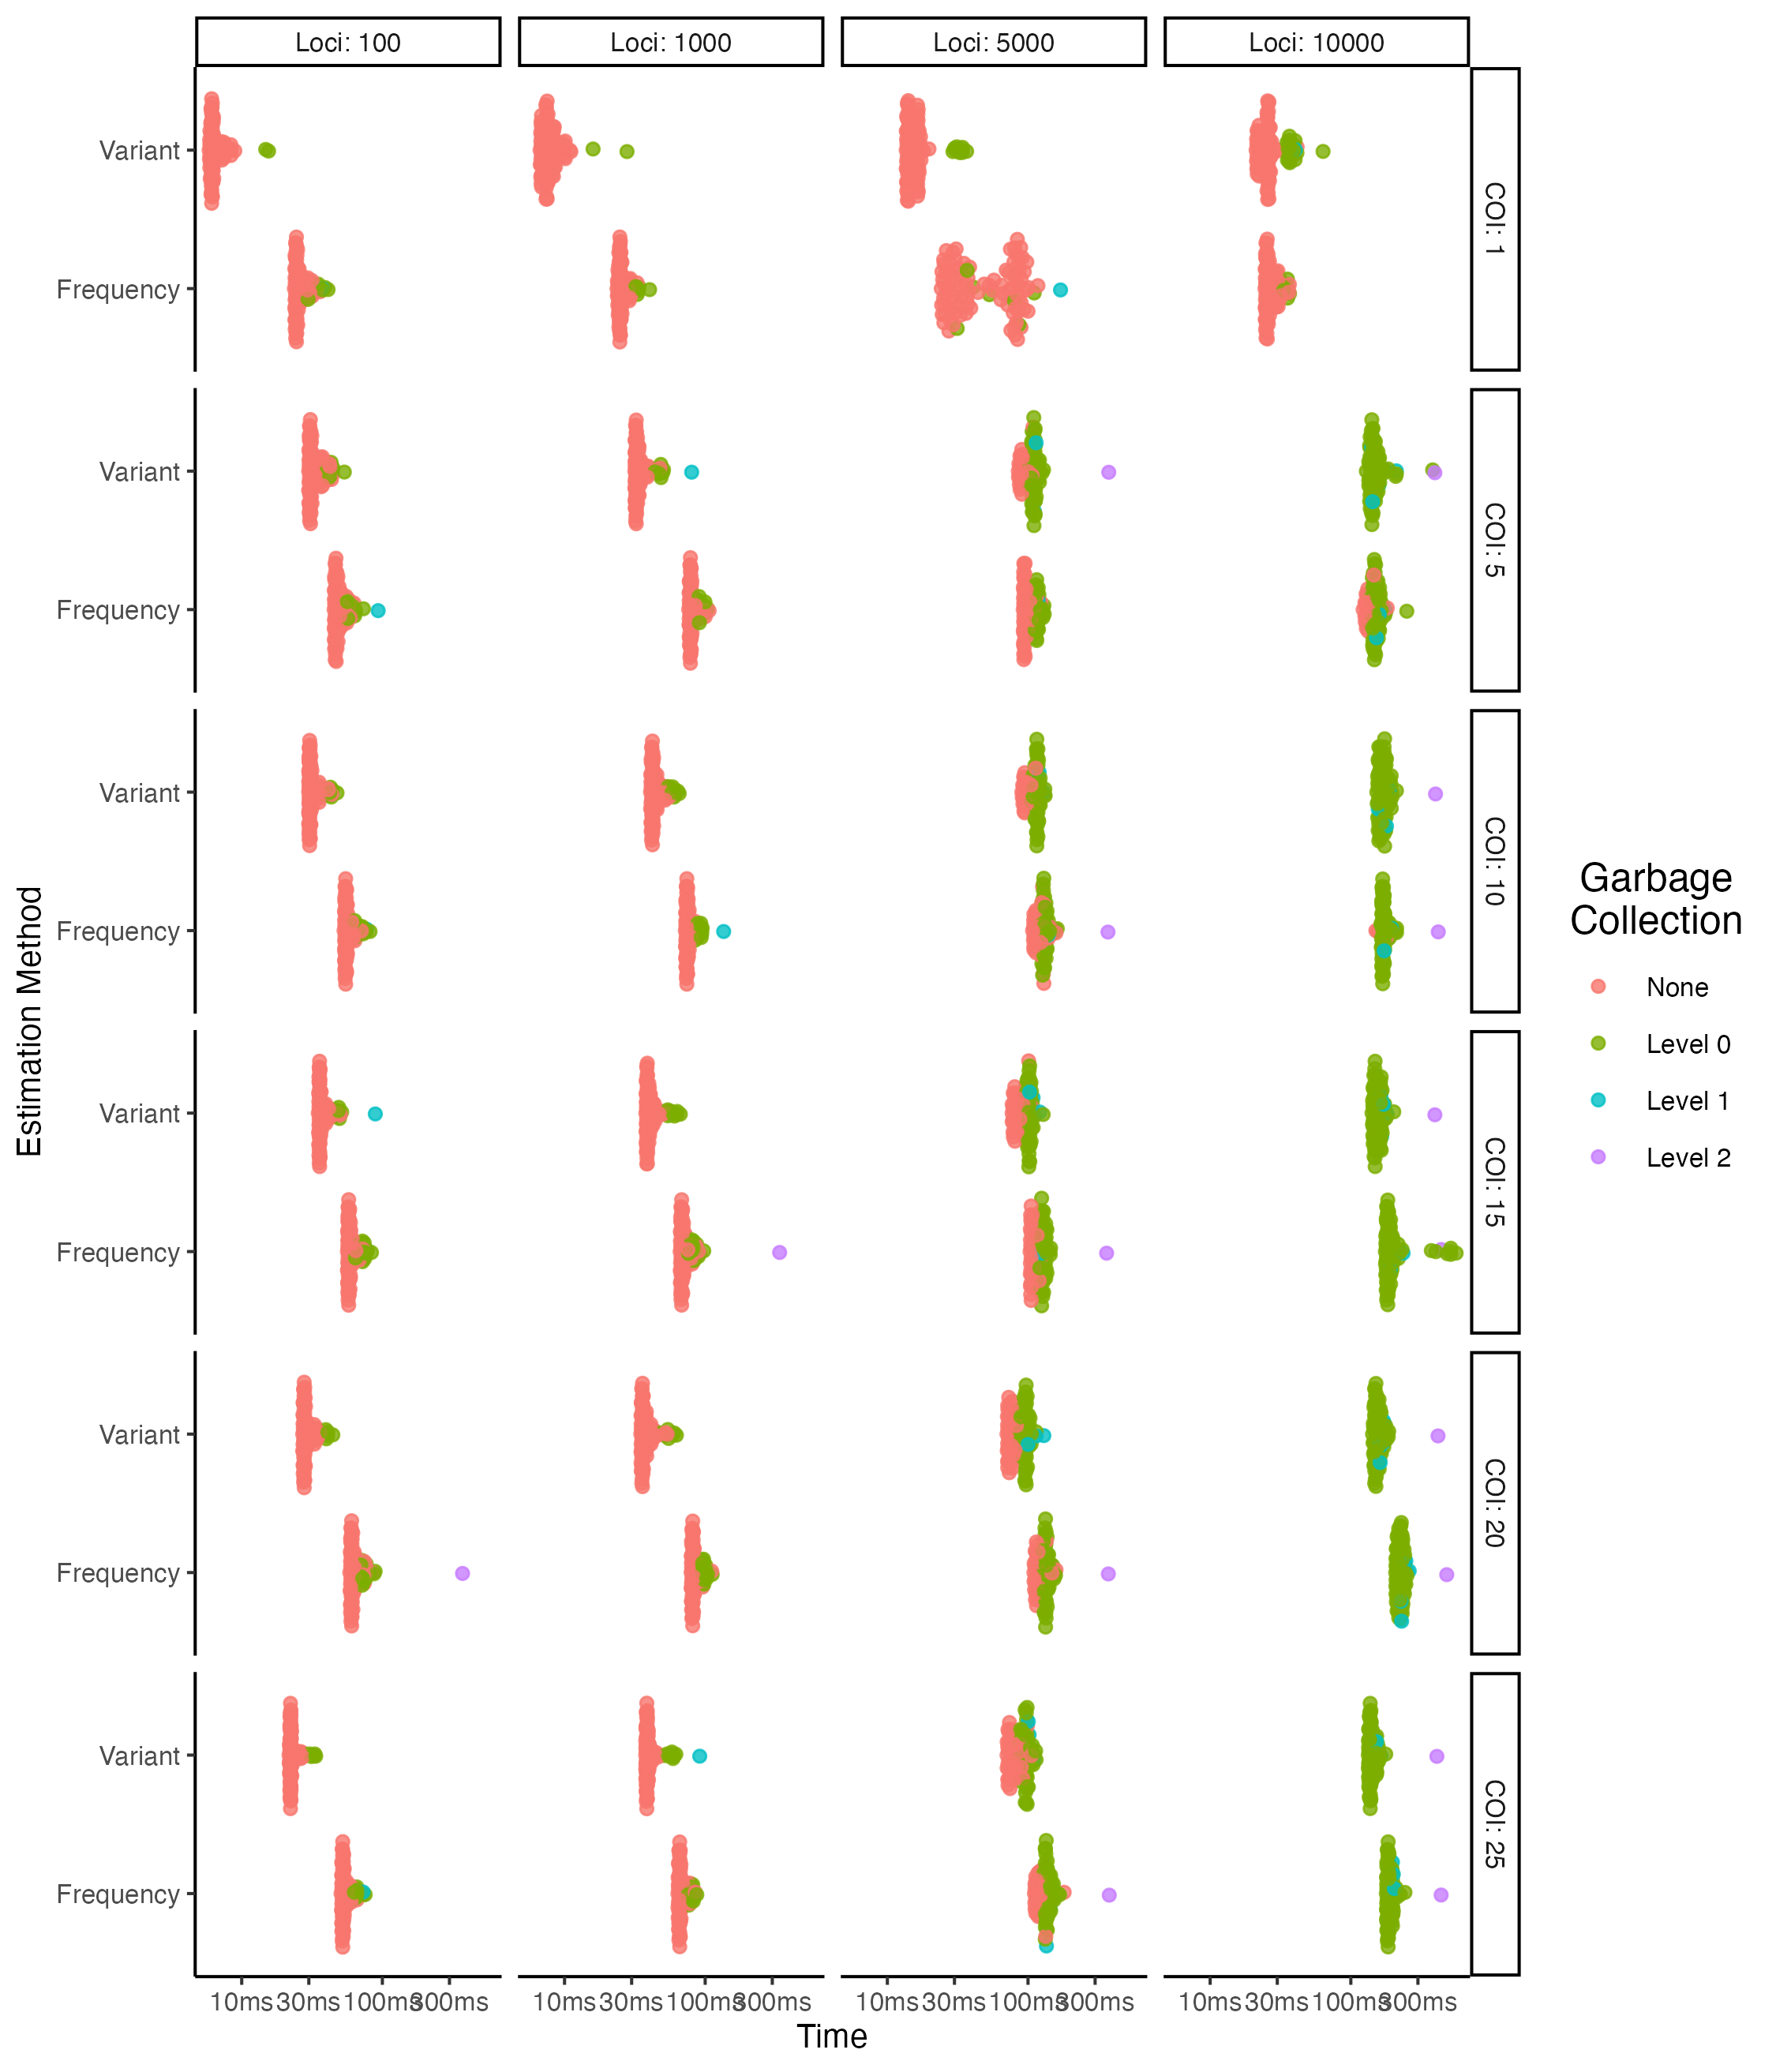 Loci: 100 Loci: 1000 Loci: 5000 Loci: 10000
Variant
Frequency
COI: 1
Variant
Frequency
COI: 5
Variant
Frequency
COI: 10
Variant
Frequency
COI: 15
Variant
Frequency
COI: 20
Variant
Frequency
COI: 25
10ms 30ms 100ms 300ms 10ms 30ms 100ms 300ms 10ms 30ms 100ms 300ms 10ms 30ms 100ms 300ms
Time
Estimation Method
Garbage
Collection
None
Level 0
Level 1
Level 2